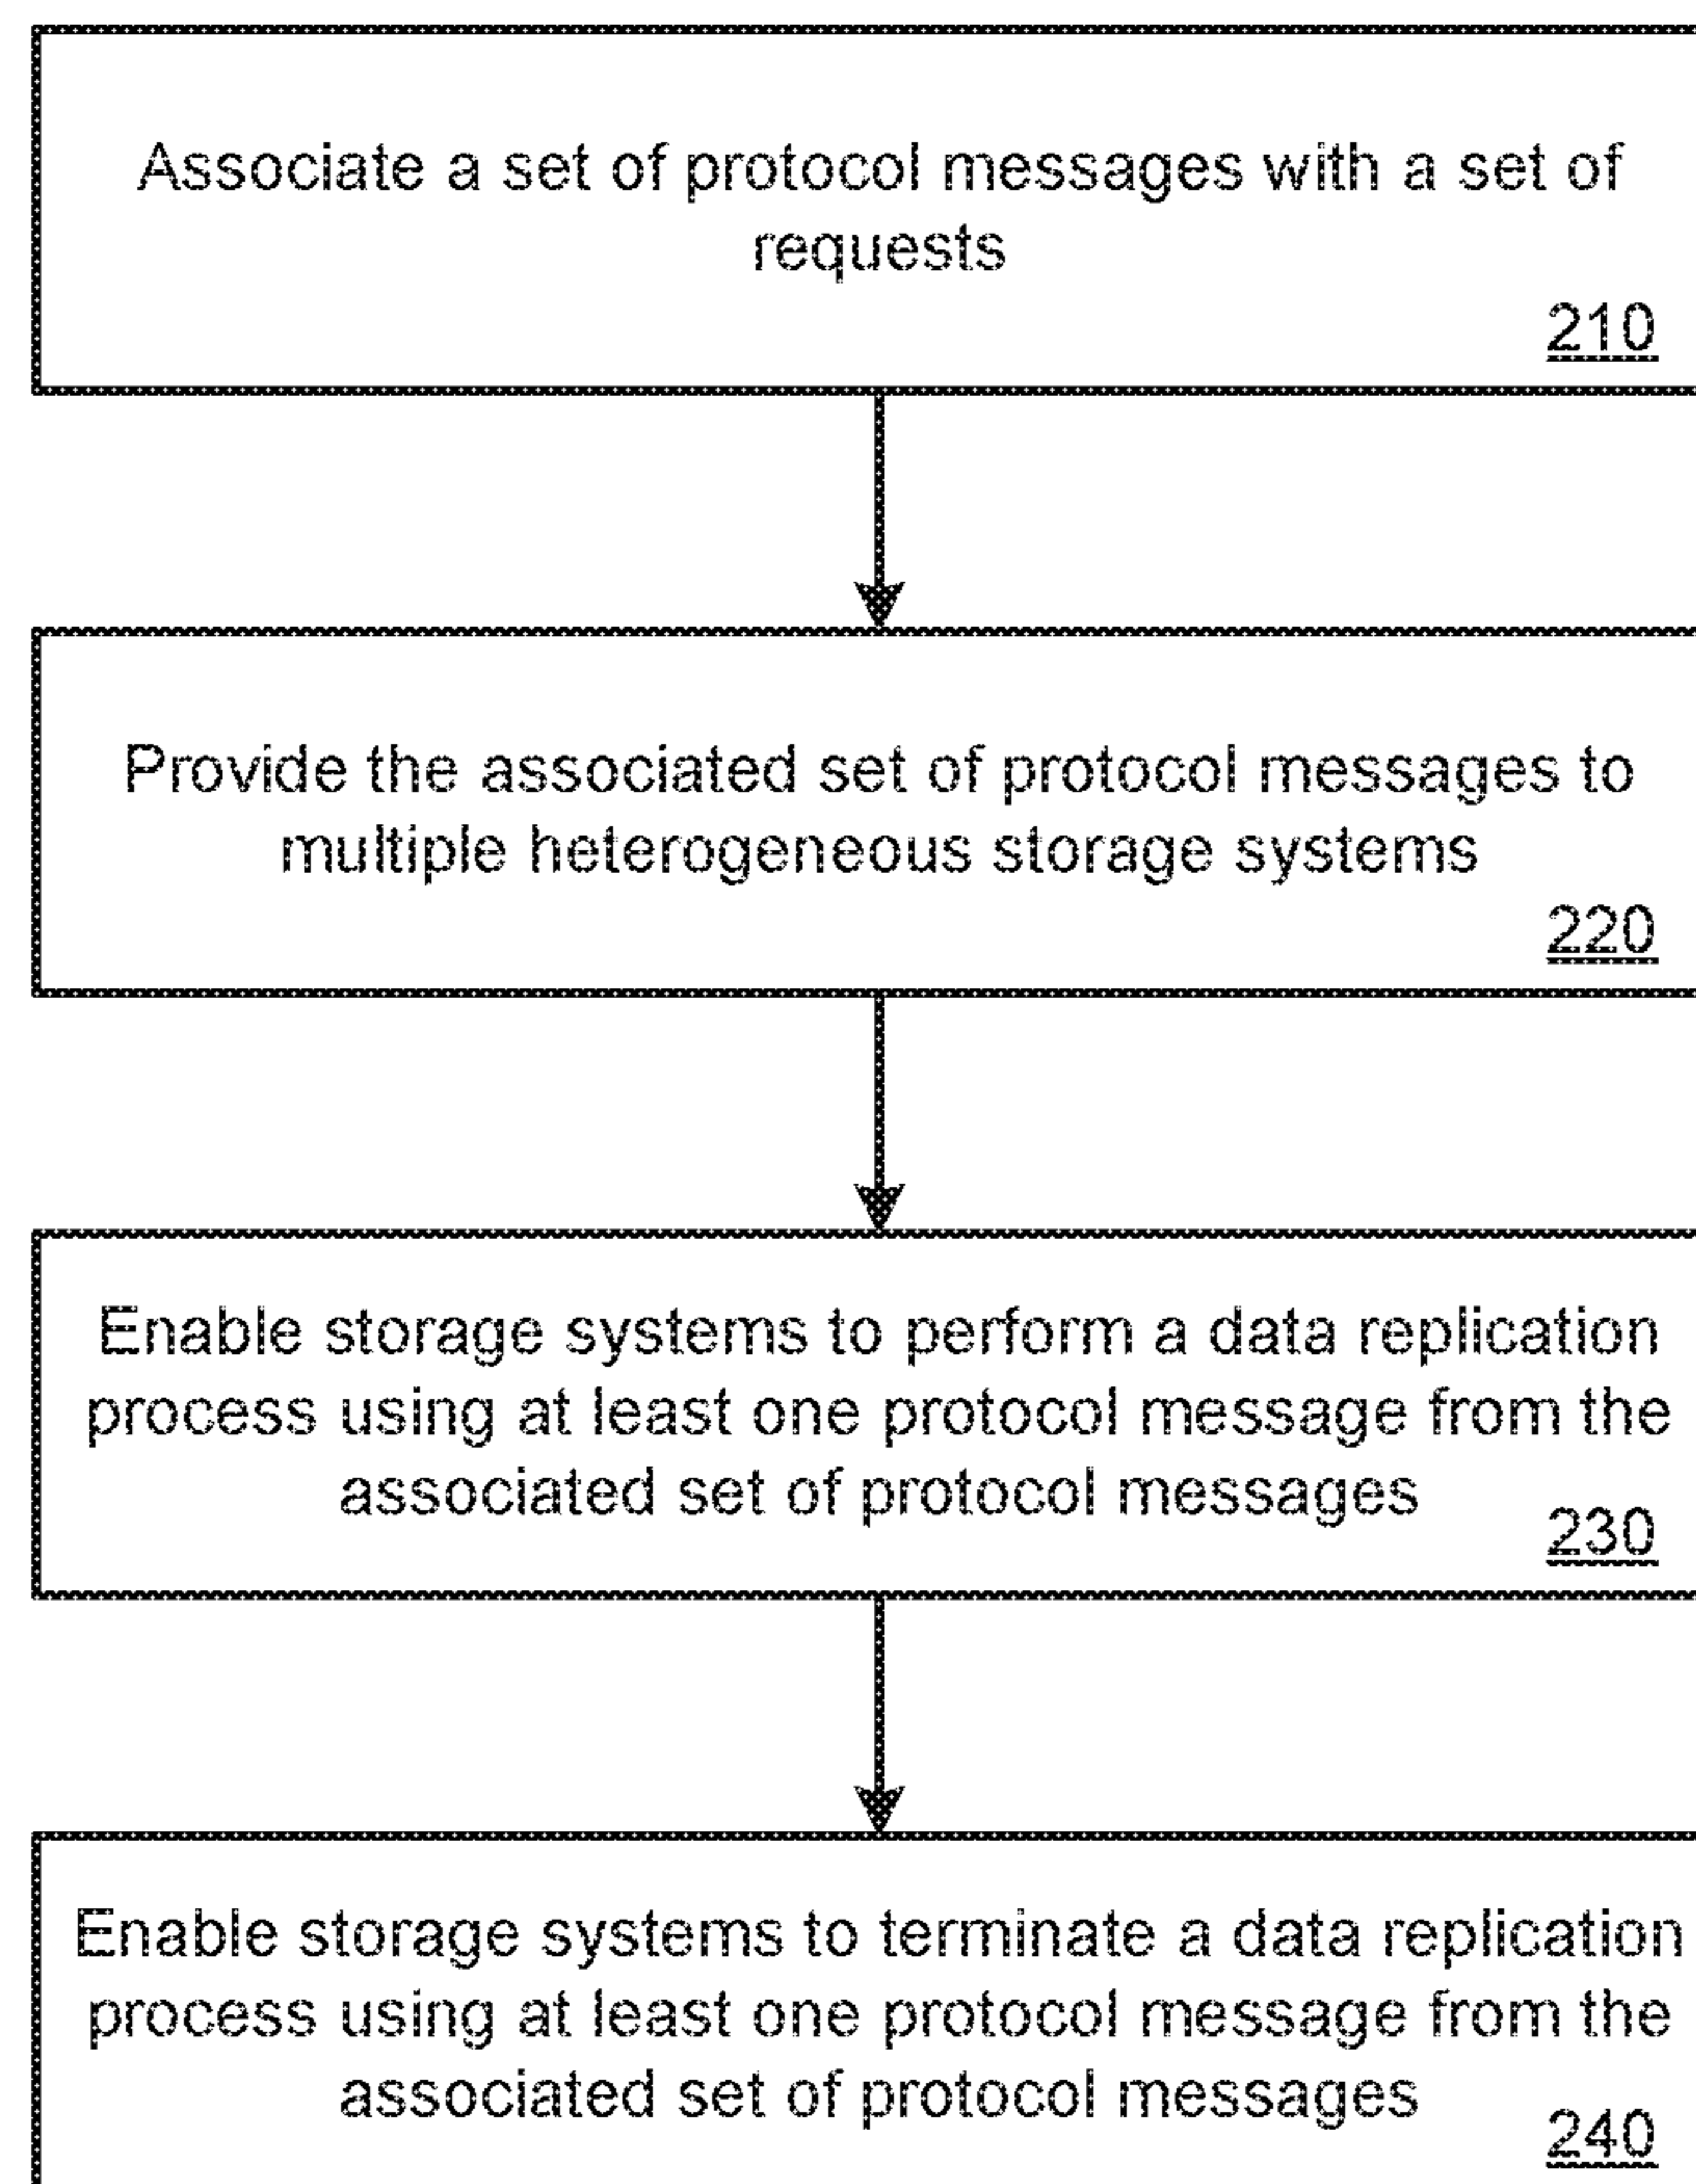 Associate a set of protocol messages with a set of
requests
210
Provide the associated set of protocol messages to
multiple heterogeneous storage systems
220
Enable storage systems to perform a data replication
process using at least one protocol message from the
associated set of protocol messages
230
Enable storage systems to terminate a data replication
process using at least one protocol message from the
associated set of protocol messages
240